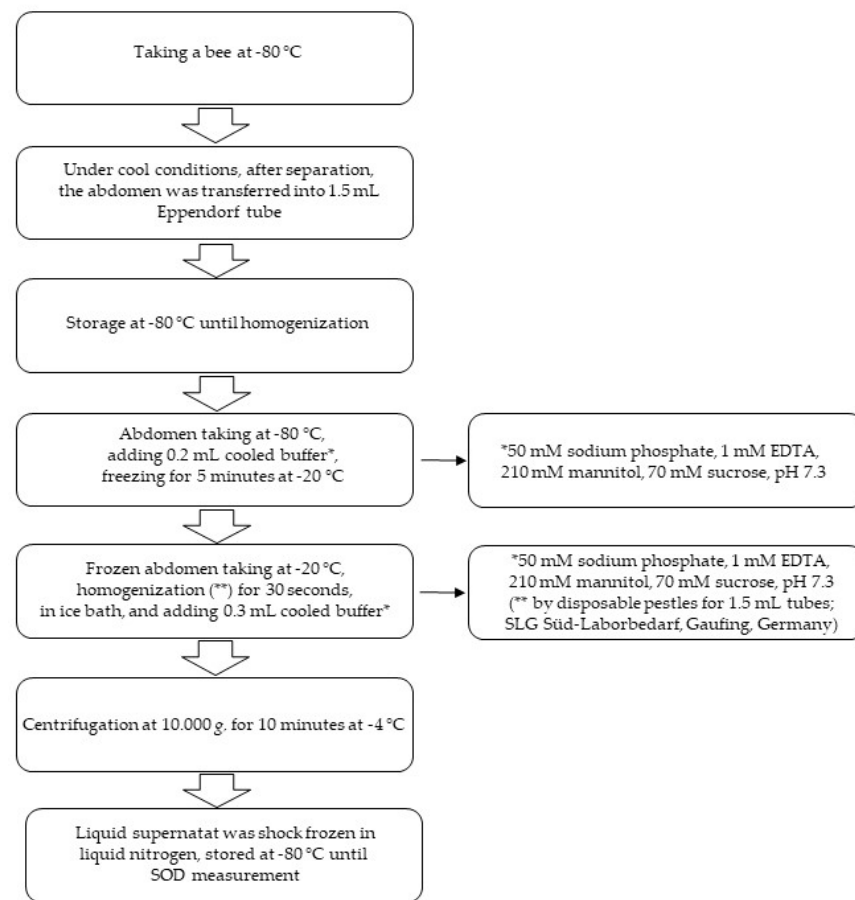 Taking a bee at -80 °C
Under cool conditions, after separation,
the abdomen was transferred into 1.5 mL
Eppendorf tube
Storage at -80 °C until homogenization
Abdomen taking at -80 °C,
adding 0.2 mL cooled buffer*,
freezing for 5 minutes at -20 °C
*50 mM sodium phosphate, 1 mM EDTA,
210 mM mannitol, 70 mM sucrose, pH 7.3
Frozen abdomen taking at -20 °C,
homogenization (**) for 30 seconds,
in ice bath, and adding 0.3 mL cooled buffer*
*50 mM sodium phosphate, 1 mM EDTA,
210 mM mannitol, 70 mM sucrose, pH 7.3
(** by disposable pestles for 1.5 mL tubes;
SLG Süd-Laborbedarf, Gaufing, Germany)
Centrifugation at 10.000 g. for 10 minutes at -4 °C
Liquid supernatat was shock frozen in
liquid nitrogen, stored at -80 °C until
SOD measurement